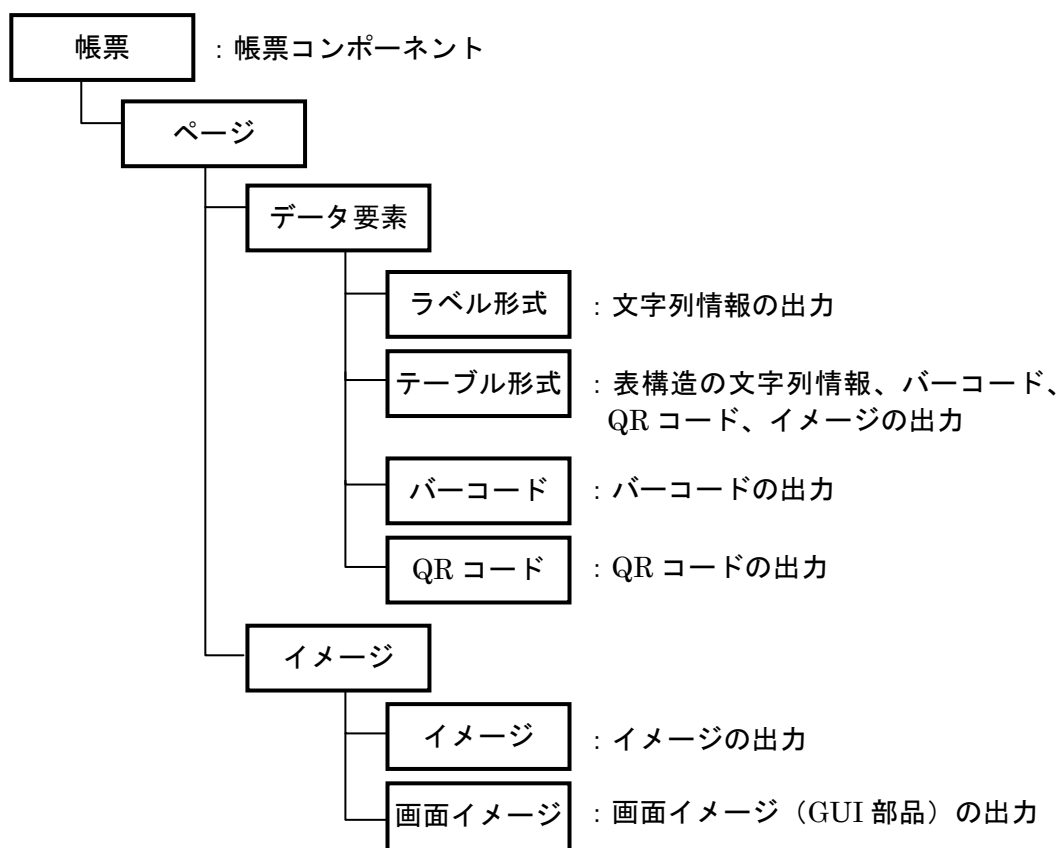 帳票 : 帳票コンポーネント
ページ
データ要素
ラベル形式 : 文字列情報の出力
テーブル形式 : 表構造の文字列情報、バーコード、
QR コード、イメージの出力
バーコード : バーコードの出力
QR コード : QR コードの出力
イメージ
イメージ : イメージの出力
画面イメージ : 画面イメージ（GUI 部品）の出力